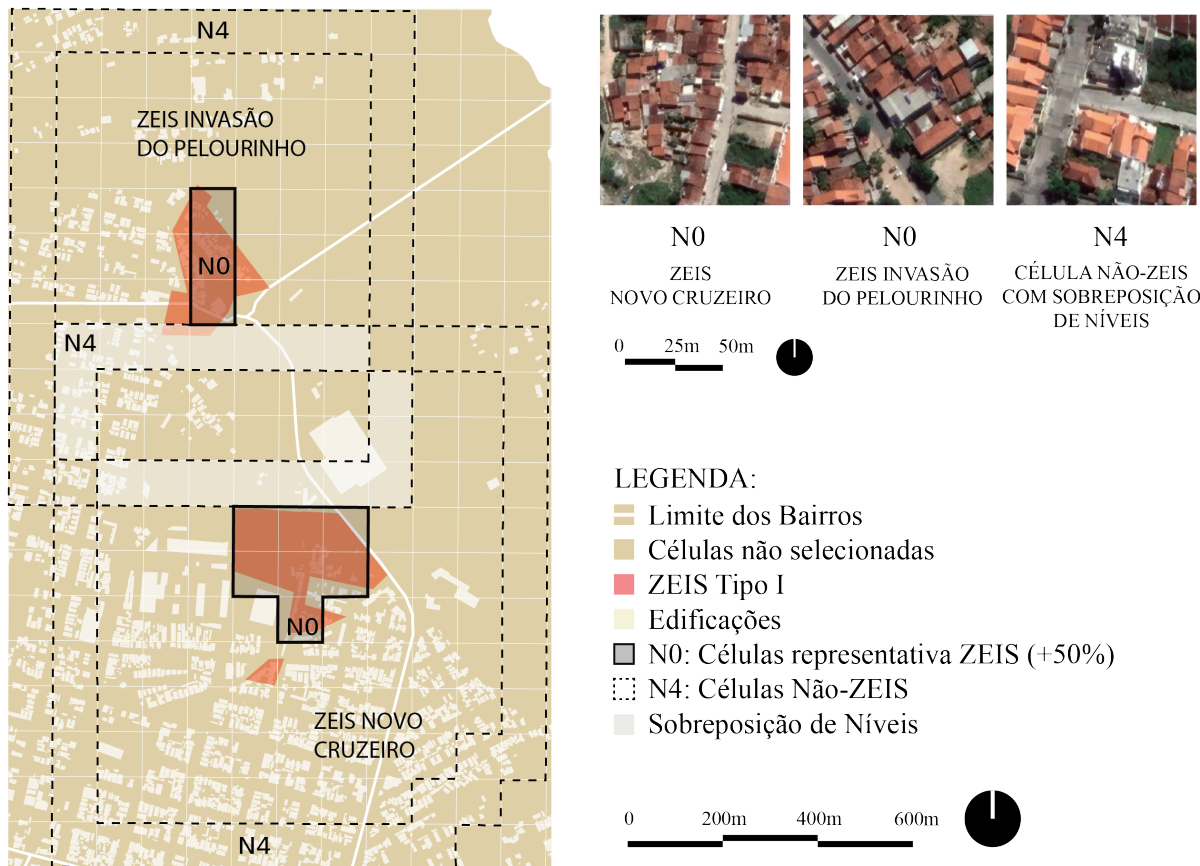 N4
ZEIS INVASÃO
DO PELOURINHO
N0
N4
N0
ZEIS NOVO
CRUZEIRO
N4
N0
ZEIS
NOVO CRUZEIRO
N0
ZEIS INVASÃO
DO PELOURINHO
N4
CÉLULA NÃO-ZEIS
COM SOBREPOSIÇÃO
DE NÍVEIS
0 25m 50m
LEGENDA:
Limite dos Bairros
Células não selecionadas
ZEIS Tipo I
Edificações
N0: Células representativa ZEIS (+50%)
N4: Células Não-ZEIS
Sobreposição de Níveis
0 200m 400m 600m